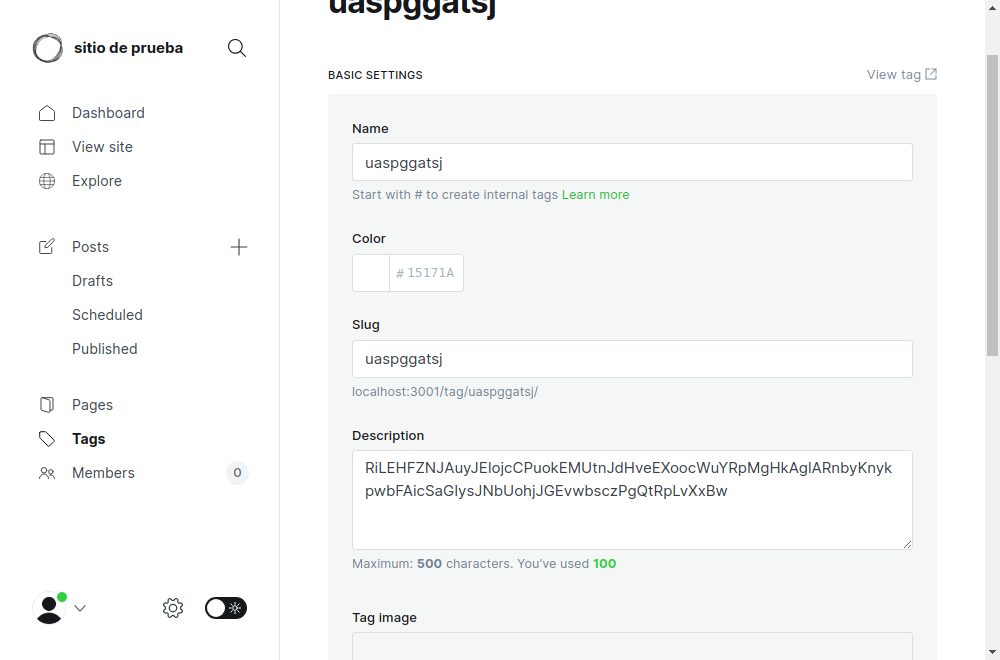 uaspggatsj
sitio de prueba
BASIC SETTINGS
View tag
Dashboard
View site
Explore
Posts
Drafts
Scheduled
Published
Pages
Tags
Members
0
Name
uaspggatsj
Start with # to create internal tags Learn more
Color
# 15171A
Slug
uaspggatsj
localhost:3001/tag/uaspggatsj/
Description
RiLEHFZNJAuyJElojcCPuokEMUtnJdHveEXoocWuYRpMgHkAglARnbyKnyk
pwbFAicSaGlysJNbUohjJGEvwbsczPgQtRpLvXxBw
Maximum: 500 characters. You’ve used 100
Tag image